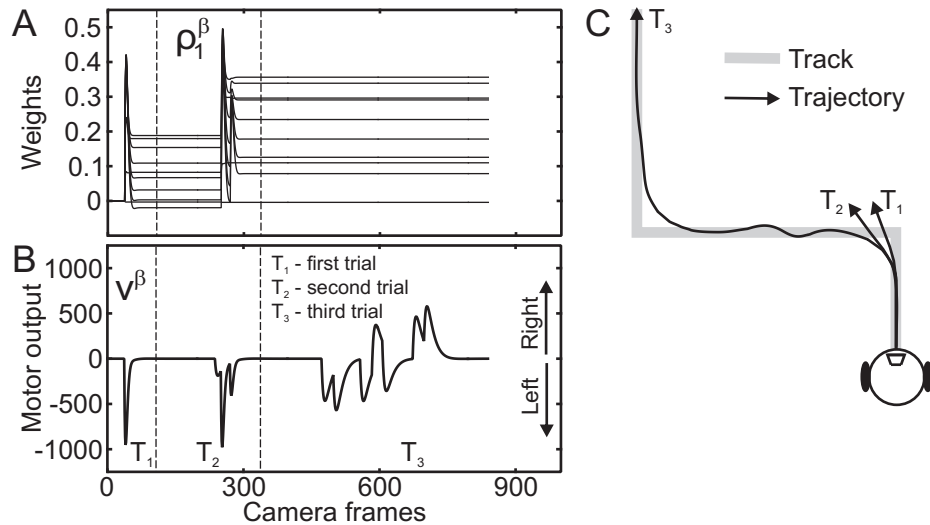 A
ρ₁ᵝ
Weights
0.5
0.4
0.3
0.2
0.1
0
B
vᵝ
Motor output
1000
500
0
-500
-1000
T₁ - first trial
T₂ - second trial
T₃ - third trial
Right
Left
T₁
T₂
T₃
0
300
600
900
Camera frames
C
T₃
Track
Trajectory
T₂
T₁